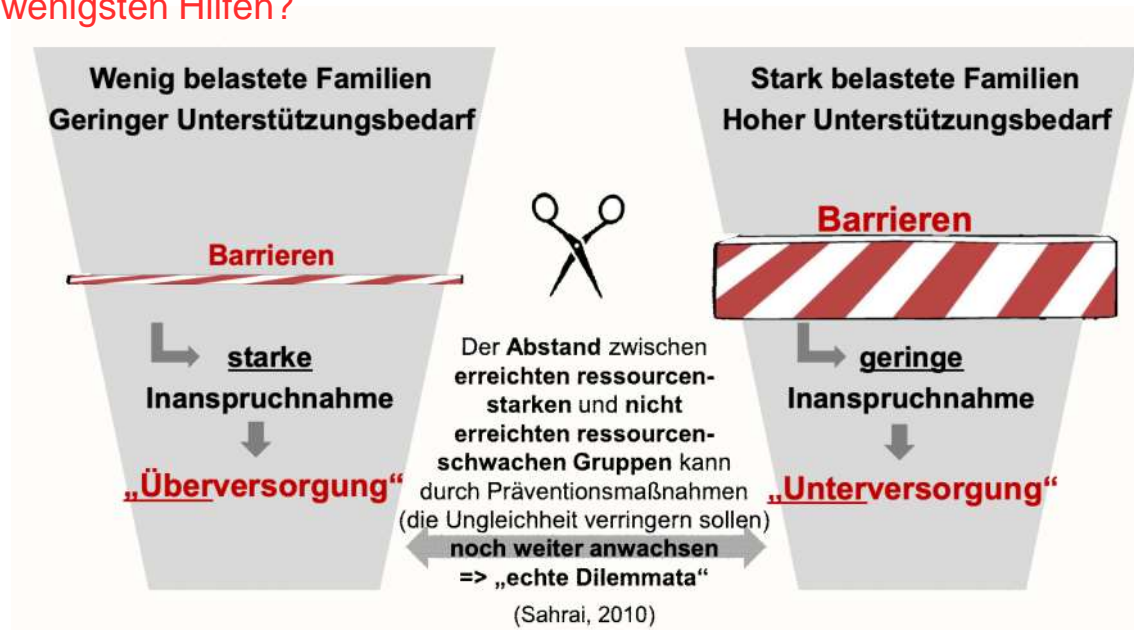 wenigsten Hilfen?
Wenig belastete Familien
Geringer Unterstützungsbedarf
Barrieren
starke
Inanspruchnahme
„Überversorgung“
Der Abstand zwischen
erreichten ressourcen-
starken und nicht
erreichten ressourcen-
schwachen Gruppen kann
durch Präventionsmaßnahmen
(die Ungleichheit verringern sollen)
noch weiter anwachsen
=> „echte Dilemmata“
(Sahrai, 2010)
Stark belastete Familien
Hoher Unterstützungsbedarf
Barrieren
geringe
Inanspruchnahme
„Unterversorgung“